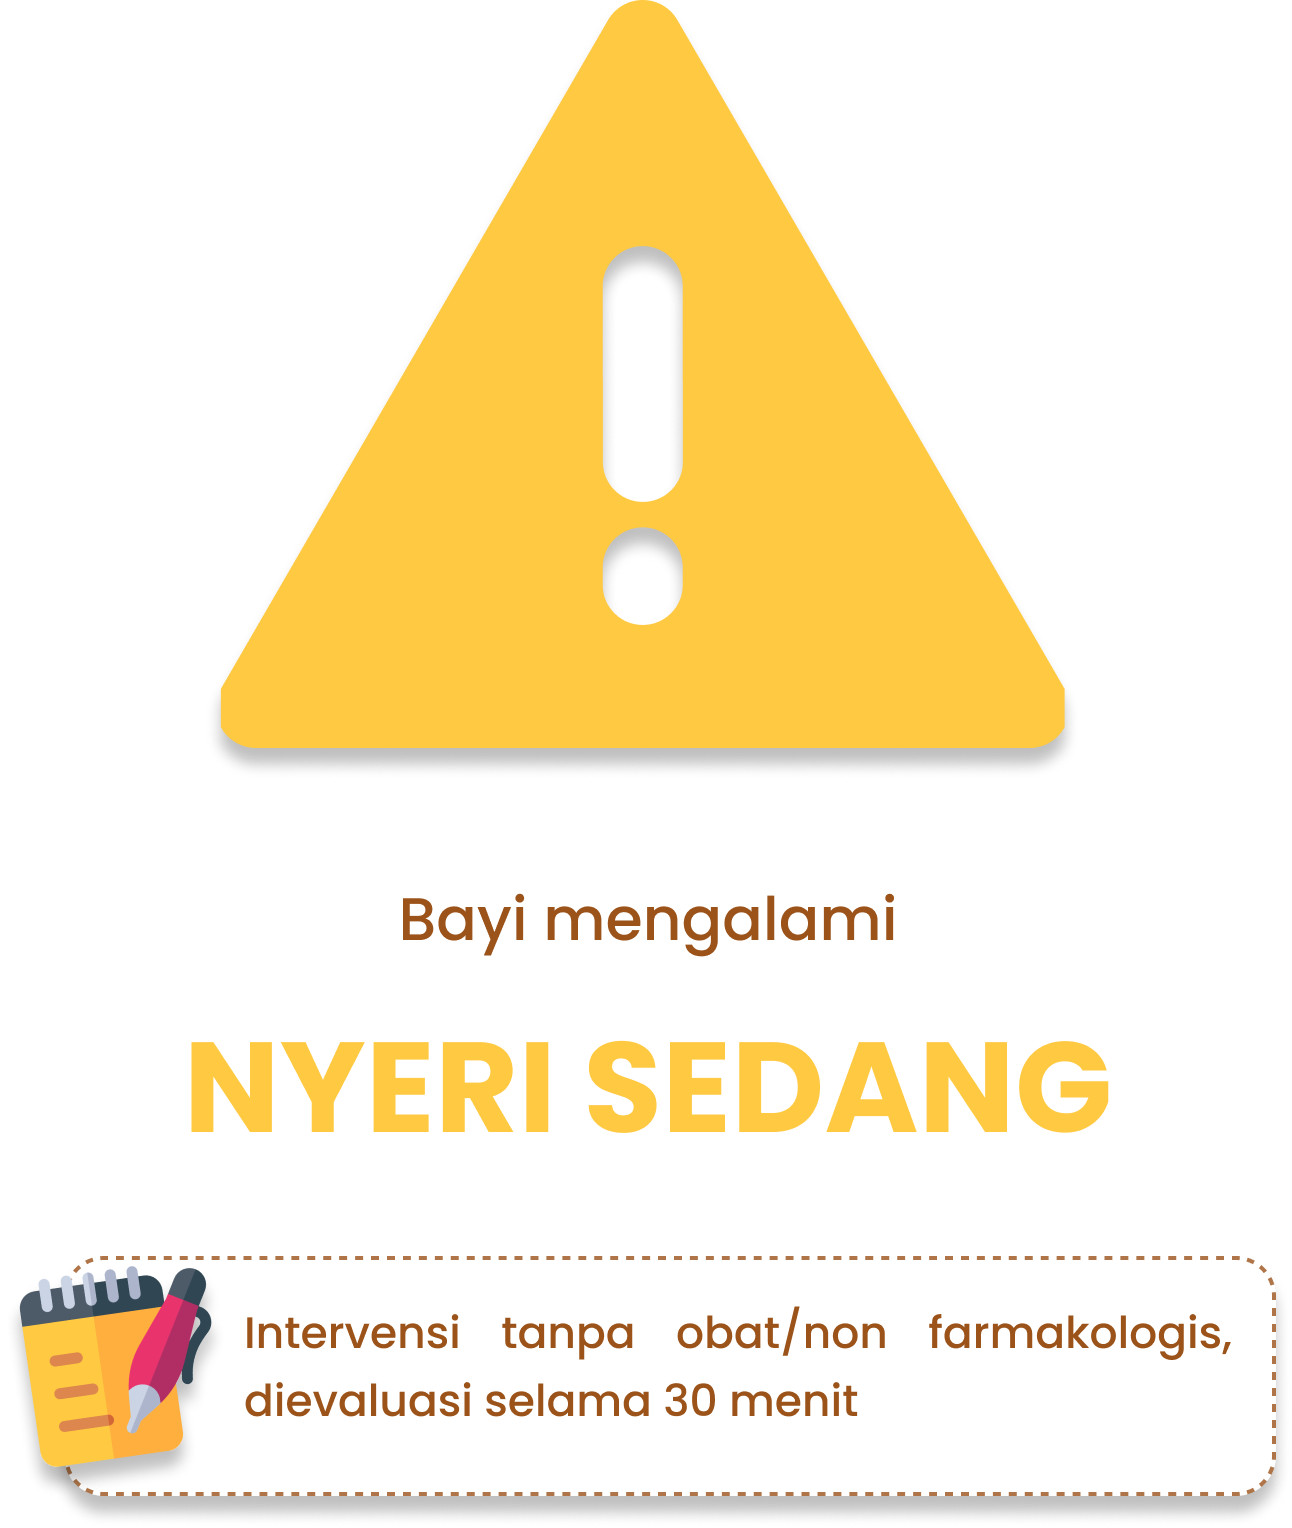 Bayi mengalami
NYERI SEDANG
Intervensi tanpa obat/non farmakologis,
dievaluasi selama 30 menit